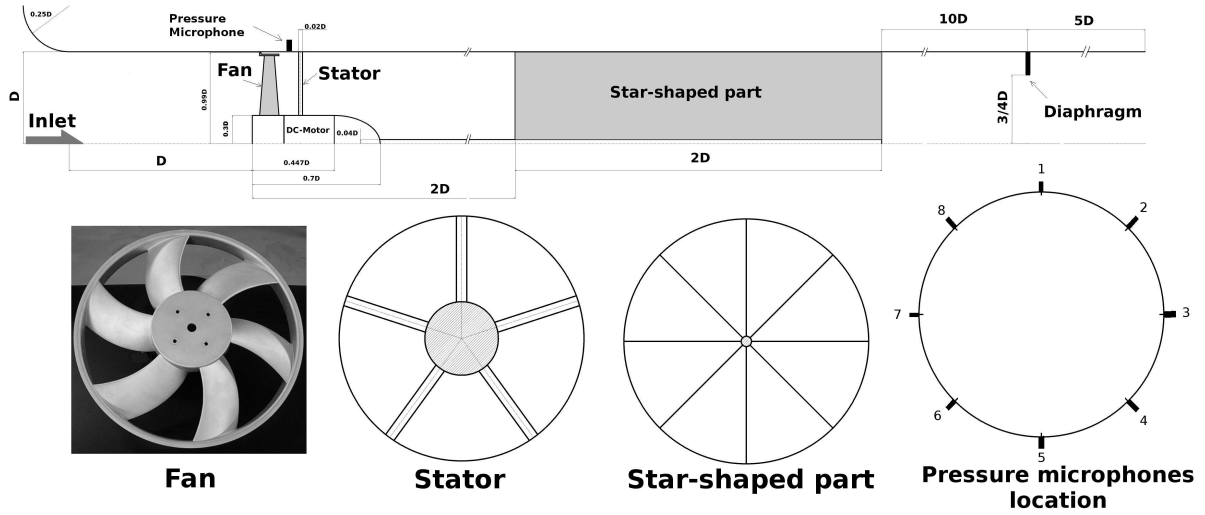 0.25D
Pressure
Microphone
0.02D
10D
5D
Fan
Stator
D
0.99D
Star-shaped part
3/4D
Diaphragm
Inlet
0.3D
DC-Motor
0.04D
D
0.447D
0.7D
2D
2D
1
2
3
4
5
6
7
8
Fan
Stator
Star-shaped part
Pressure microphones
location